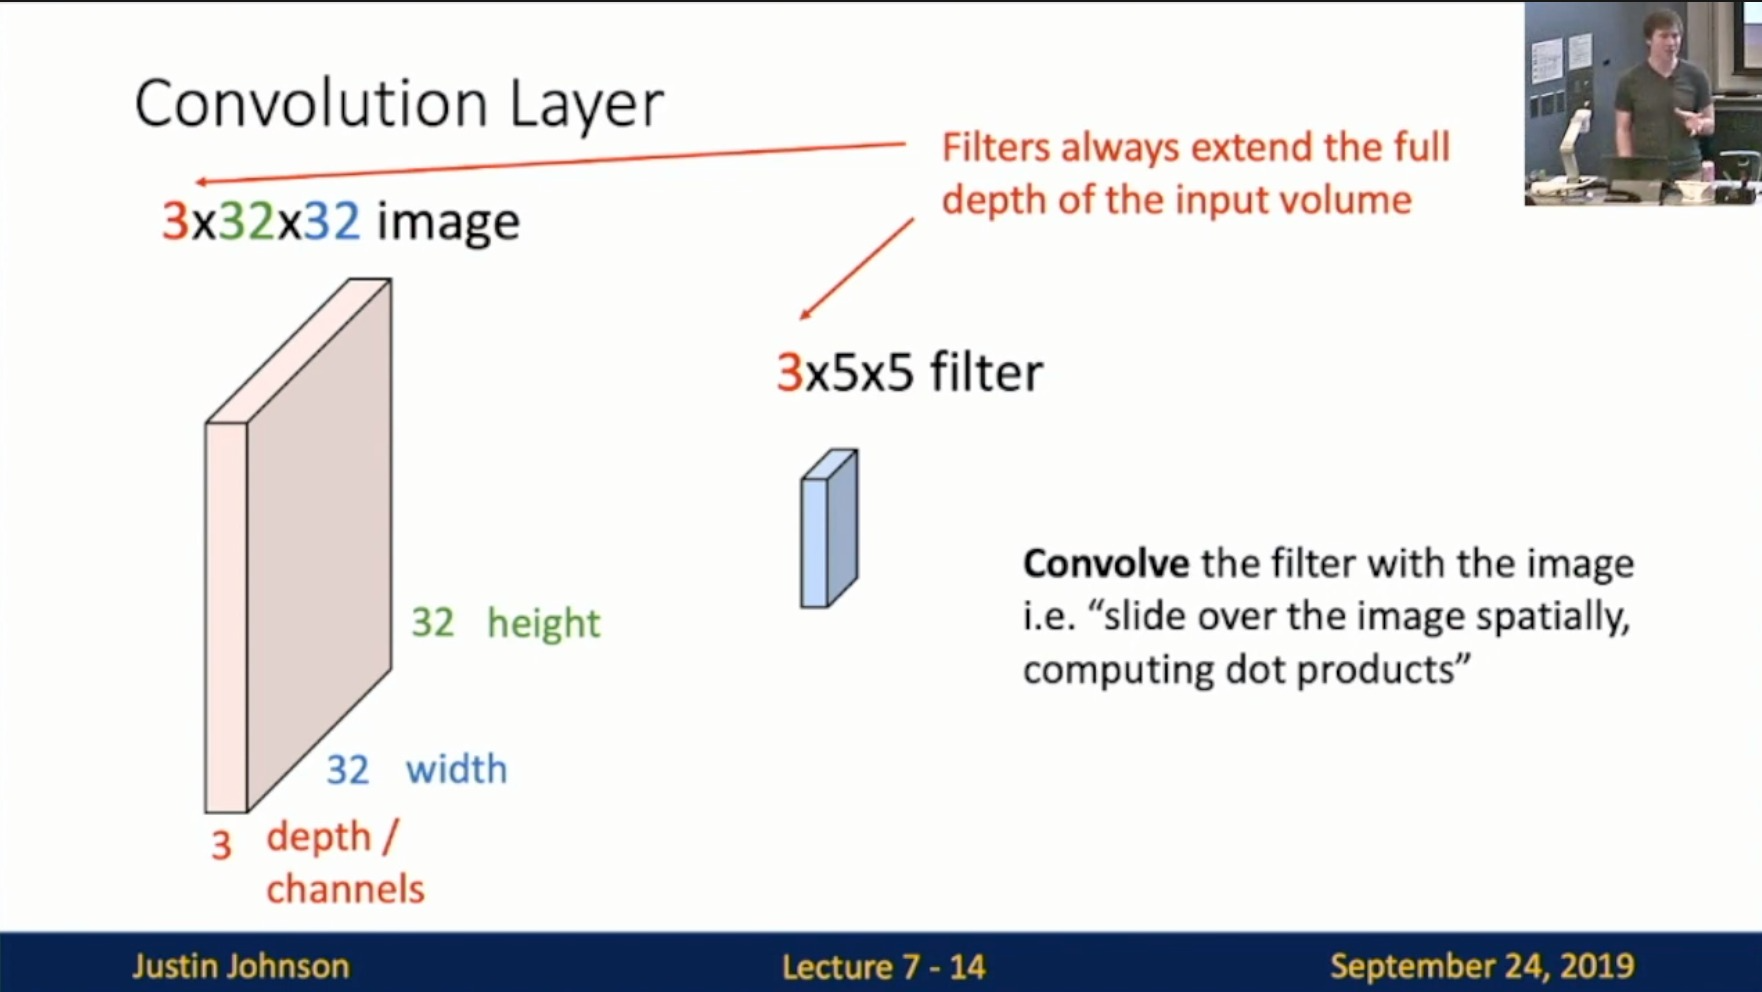 Convolution Layer
Filters always extend the full
depth of the input volume
3x32x32 image
3x5x5 filter
Convolve the filter with the image
i.e. “slide over the image spatially,
computing dot products”
32 height
32 width
3 depth /
channels
Justin Johnson
Lecture 7 - 14
September 24, 2019